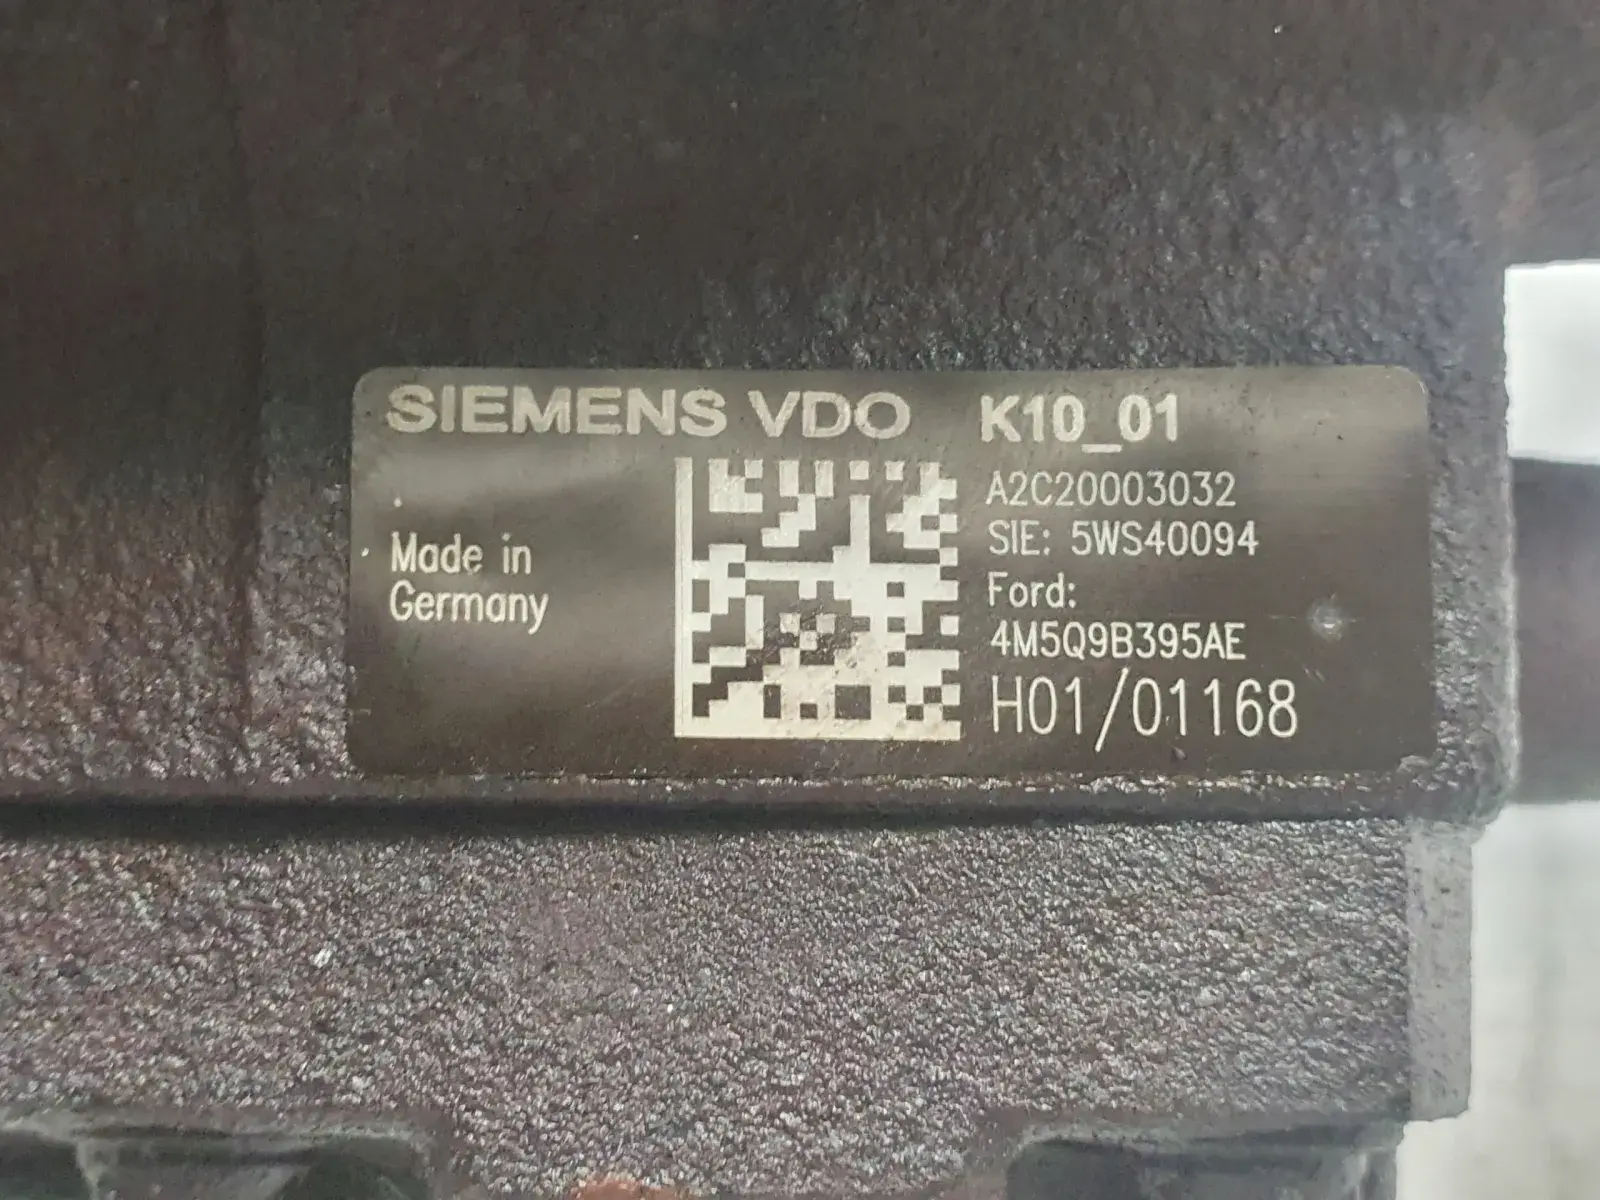 SIEMENS VDO K10_01
A2C20003032
SIE: 5WS40094
Made in
Germany
Ford:
4M5Q9B395AE
H01/01168